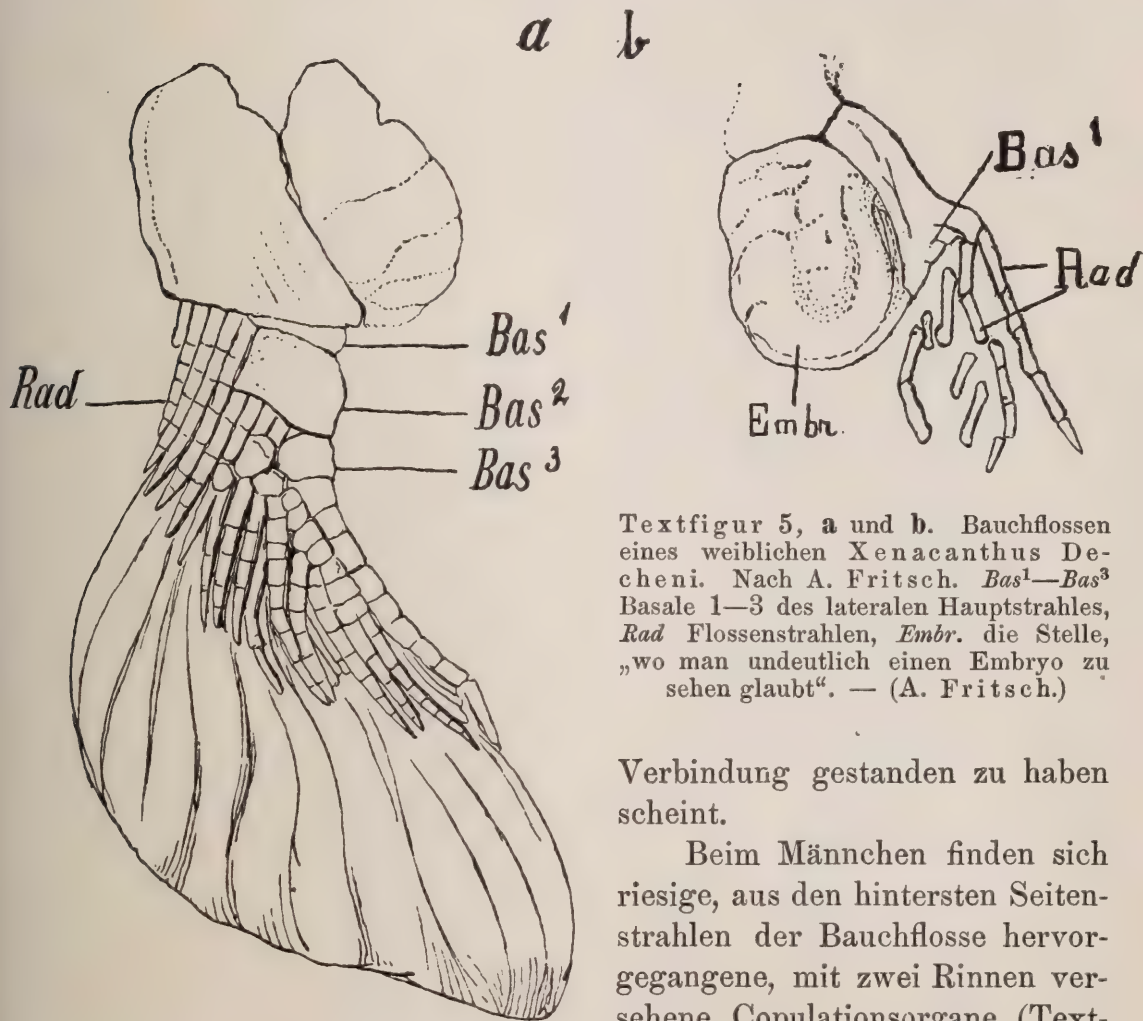 a b
Bas¹
Rad
Embr.
Bas¹
Rad
Bas²
Bas³
Textfigur 5, a und b. Bauchflossen
eines weiblichen Xenacanthus De-
cheni. Nach A. Fritsch. Bas¹—Bas³
Basale 1—3 des lateralen Hauptstrahles,
Rad Flossenstrahlen, Embr. die Stelle,
„wo man undeutlich einen Embryo zu
sehen glaubt“. — (A. Fritsch.)
Verbindung gestanden zu haben
scheint.
Beim Männchen finden sich
riesige, aus den hintersten Seiten-
strahlen der Bauchflosse hervor-
gegangene, mit zwei Rinnen ver-
sehene Copulationsorgane (Text-